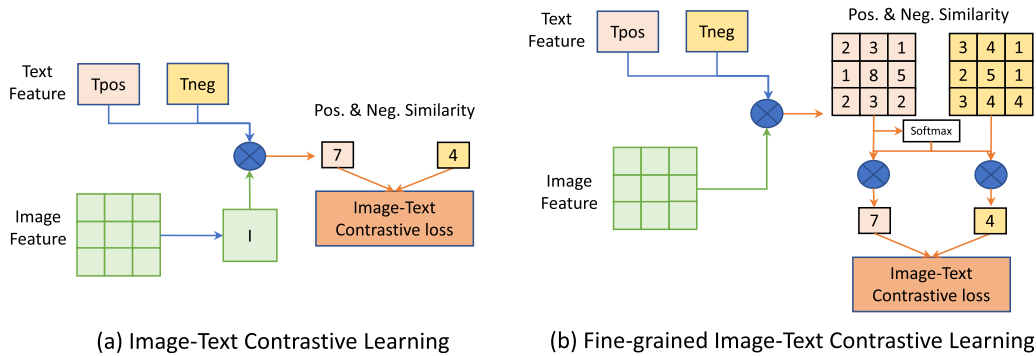 Text
Feature
Tpos
Tneg
Pos. & Neg. Similarity
7
4
Image
Feature
I
Image-Text
Contrastive loss
(a) Image-Text Contrastive Learning
Text
Feature
Tpos
Tneg
Pos. & Neg. Similarity
2 3 1
1 8 5
2 3 2
3 4 1
2 5 1
3 4 4
Softmax
Image
Feature
7
4
Image-Text
Contrastive loss
(b) Fine-grained Image-Text Contrastive Learning